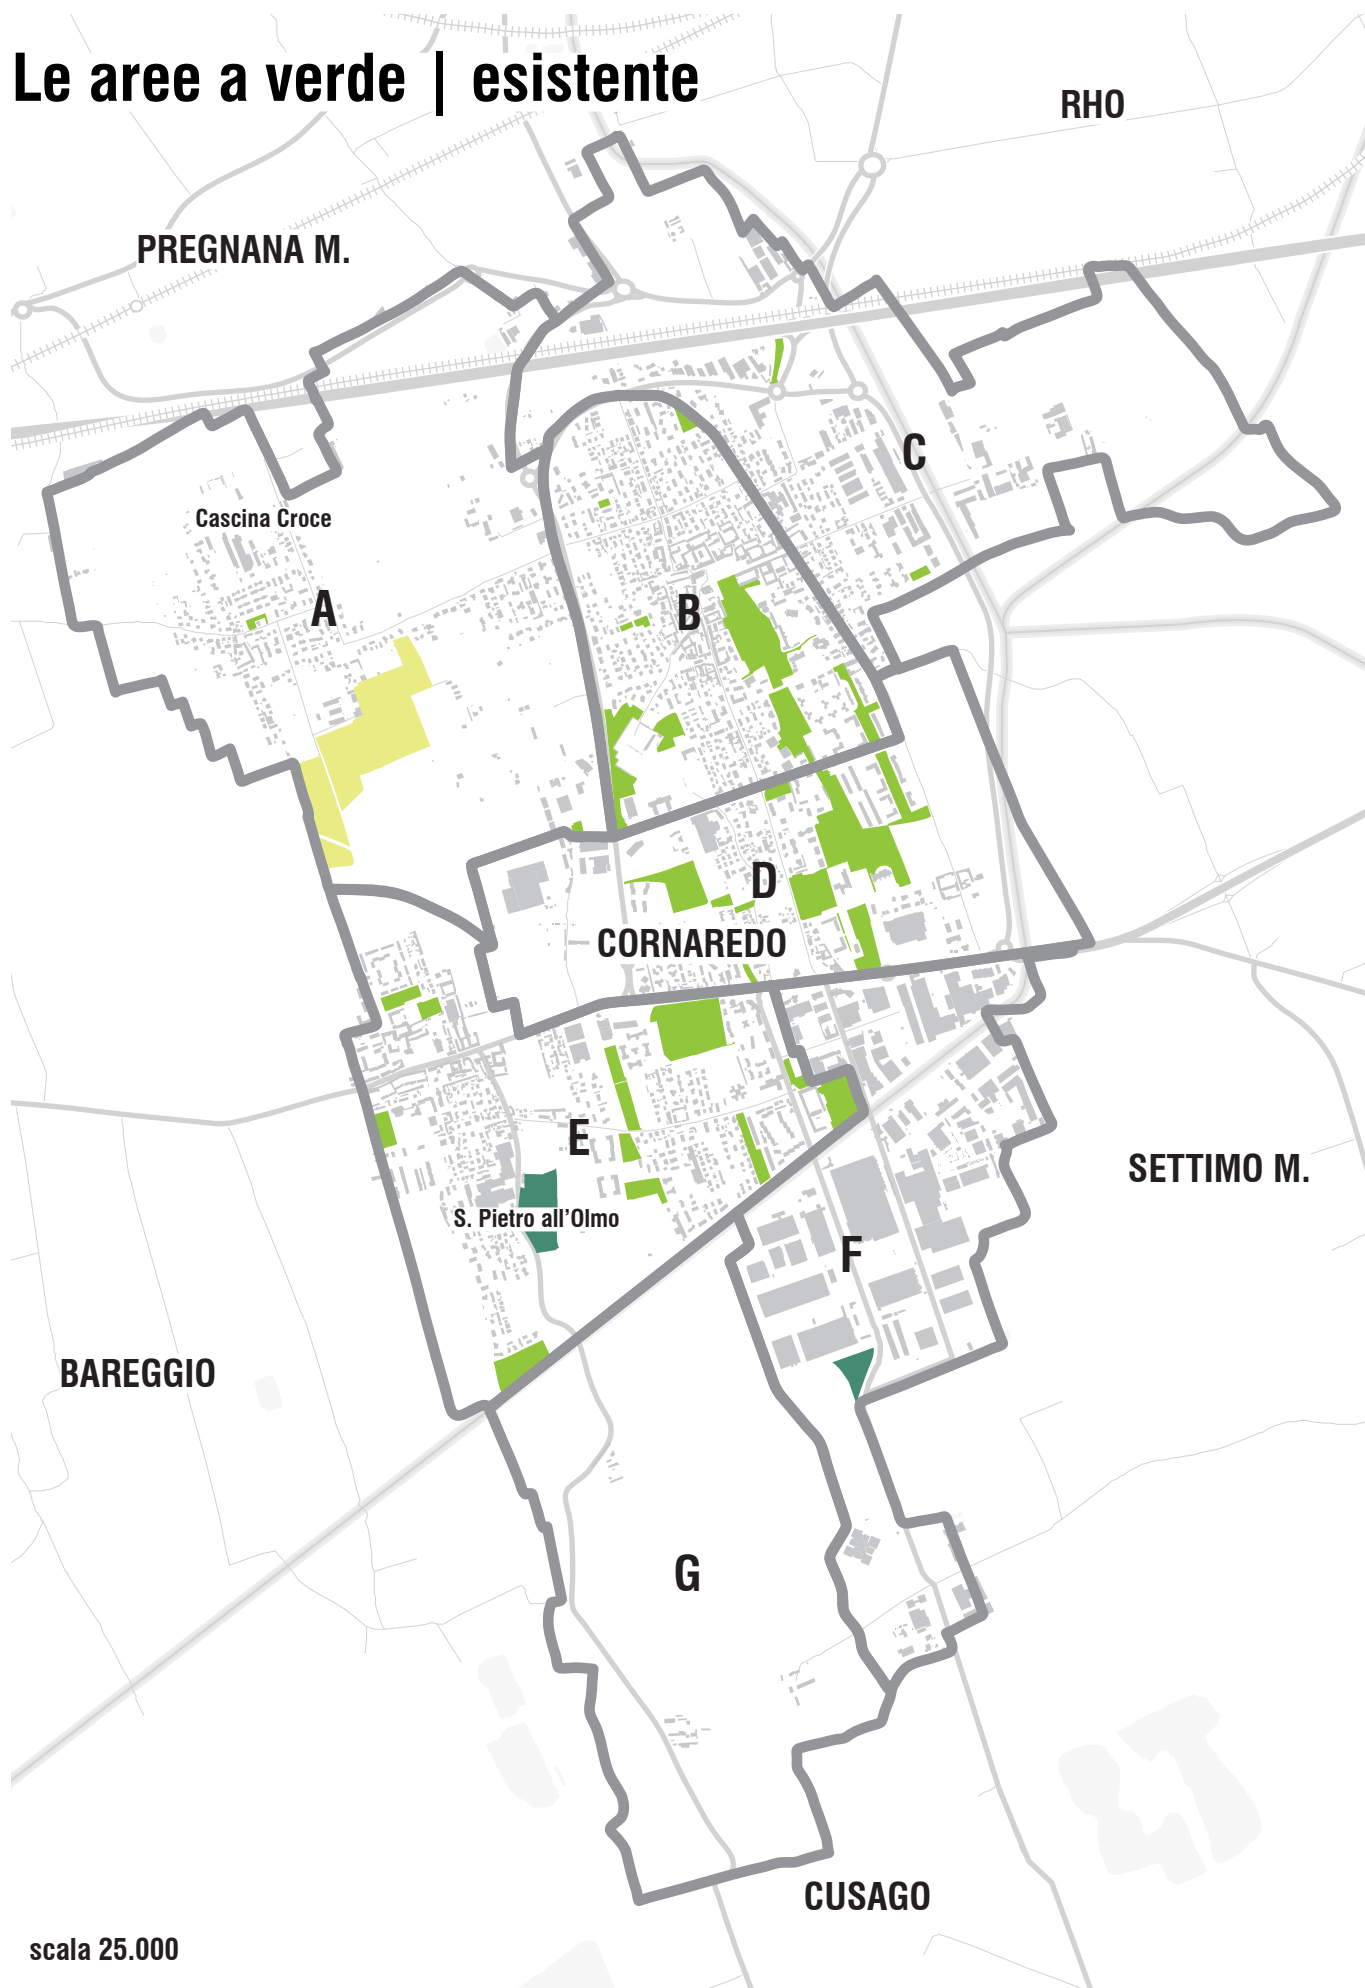 Le aree a verde | esistente
RHO
PREGNANA M.
C
Cascina Croce
A
B
D
CORNAREDO
E
SETTIMO M.
S. Pietro all'Olmo
F
BAREGGIO
G
CUSAGO
scala 25.000